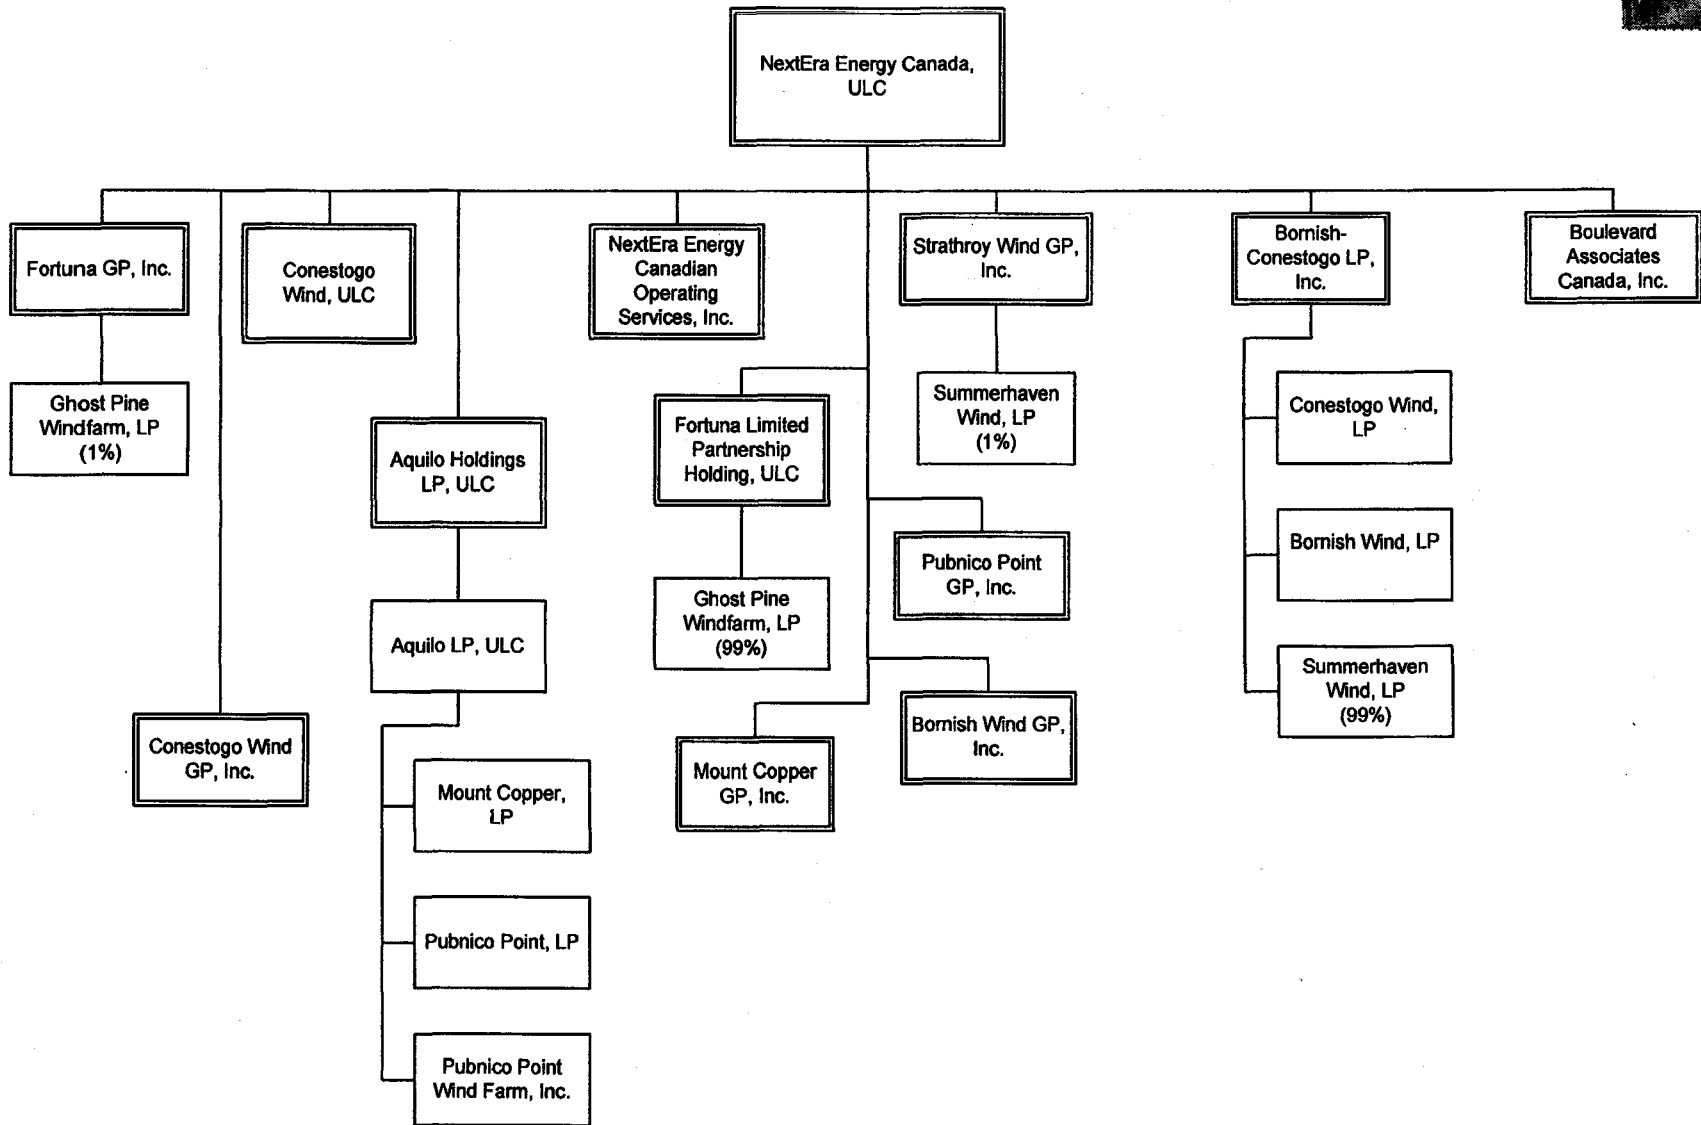 NextEra Energy Canada,
ULC
Fortuna GP, Inc.
Conestogo
Wind, ULC
NextEra Energy
Canadian
Operating
Services, Inc.
Strathroy Wind GP,
Inc.
Bornish-
Conestogo LP,
Inc.
Boulevard
Associates
Canada, Inc.
Ghost Pine
Windfarm, LP
(1%)
Aquilo Holdings
LP, ULC
Fortuna Limited
Partnership
Holding, ULC
Summerhaven
Wind, LP
(1%)
Conestogo Wind,
LP
Pubnico Point
GP, Inc.
Bornish Wind, LP
Aquilo LP, ULC
Ghost Pine
Windfarm, LP
(99%)
Summerhaven
Wind, LP
(99%)
Conestogo Wind
GP, Inc.
Bornish Wind GP,
Inc.
Mount Copper
GP, Inc.
Mount Copper,
LP
Pubnico Point, LP
Pubnico Point
Wind Farm, Inc.